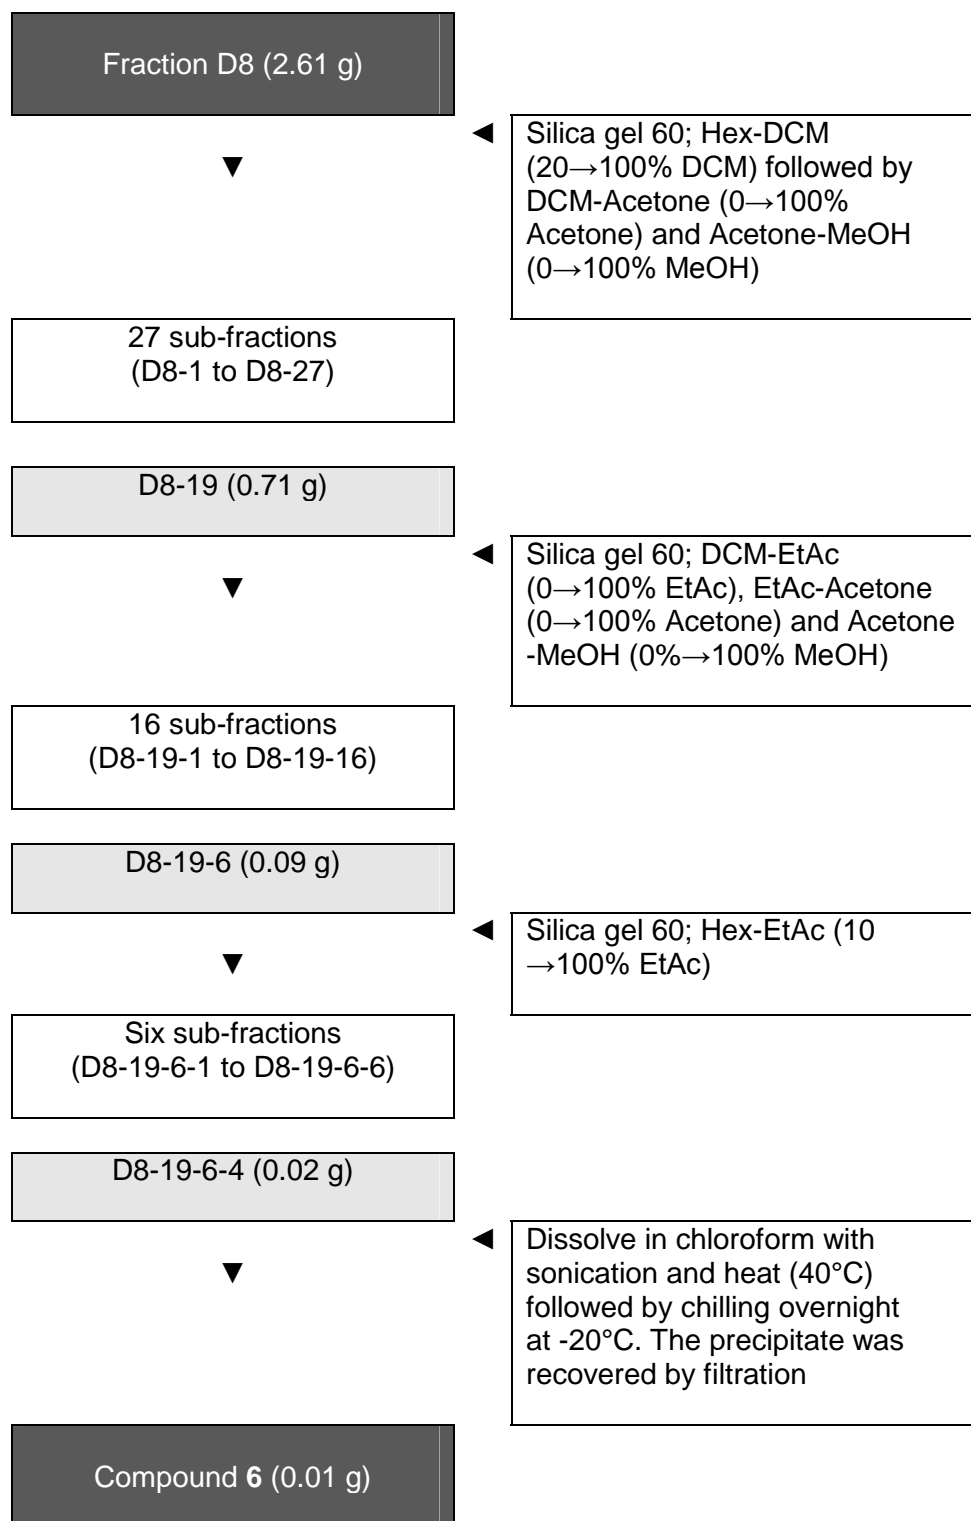 Fraction D8 (2.61 g)
◄
Silica gel 60; Hex-DCM
(20→100% DCM) followed by
DCM-Acetone (0→100%
Acetone) and Acetone-MeOH
(0→100% MeOH)
▼
27 sub-fractions
(D8-1 to D8-27)
D8-19 (0.71 g)
◄
Silica gel 60; DCM-EtAc
(0→100% EtAc), EtAc-Acetone
(0→100% Acetone) and Acetone
-MeOH (0%→100% MeOH)
▼
16 sub-fractions
(D8-19-1 to D8-19-16)
D8-19-6 (0.09 g)
◄
Silica gel 60; Hex-EtAc (10
→100% EtAc)
▼
Six sub-fractions
(D8-19-6-1 to D8-19-6-6)
D8-19-6-4 (0.02 g)
◄
Dissolve in chloroform with
sonication and heat (40°C)
followed by chilling overnight
at -20°C. The precipitate was
recovered by filtration
▼
Compound 6 (0.01 g)